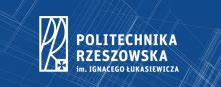 POLITECHNIKA
RZESZOWSKA
im. IGNACEGO ŁUKASIEWICZA